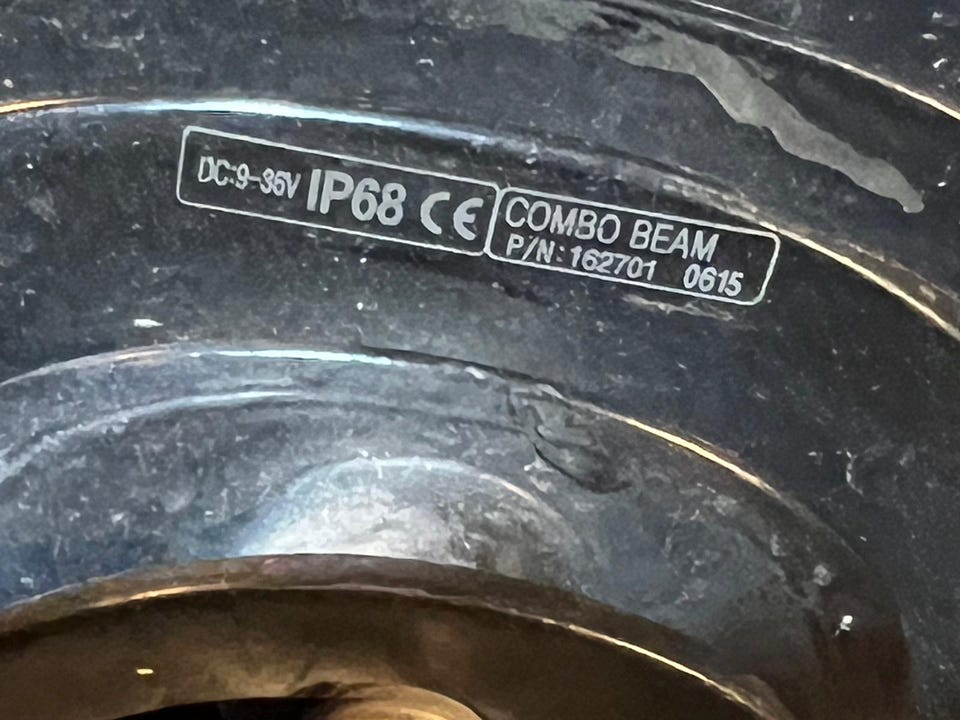 DC:9-36V IP68 CE
COMBO BEAM
P/N:162701 0615